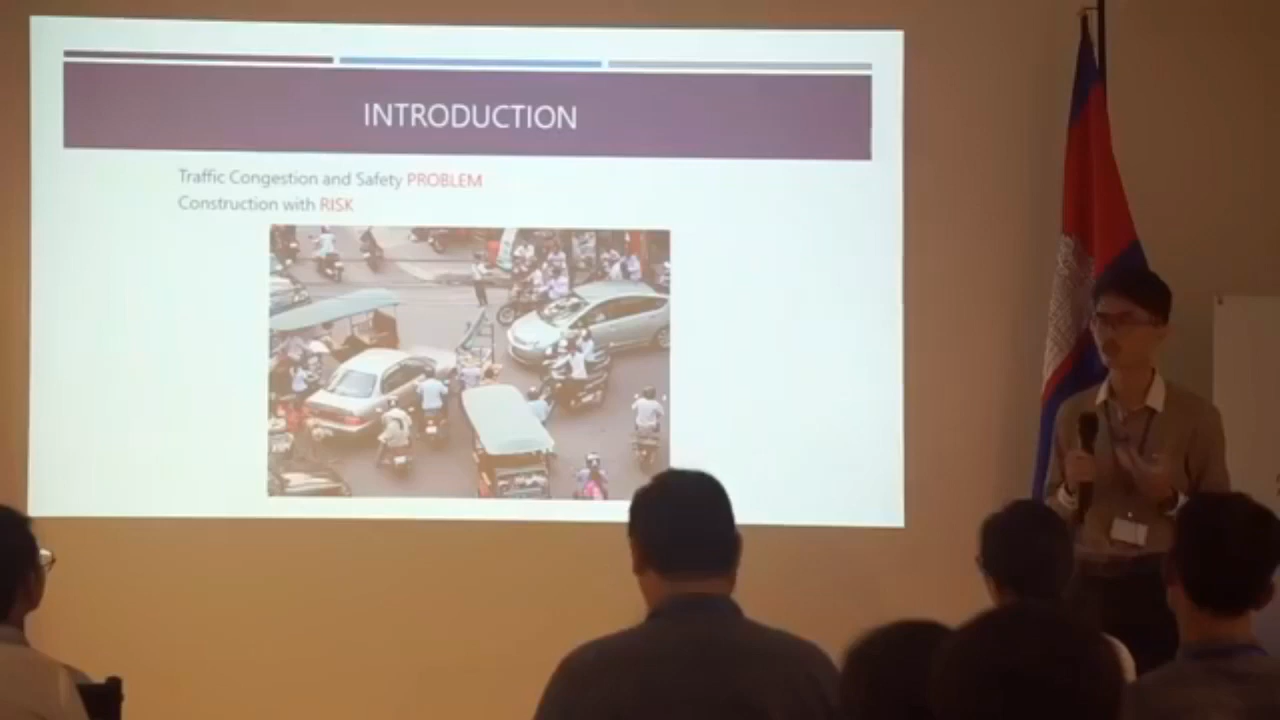 INTRODUCTION
Traffic Congestion and Safety PROBLEM
Construction with RISK